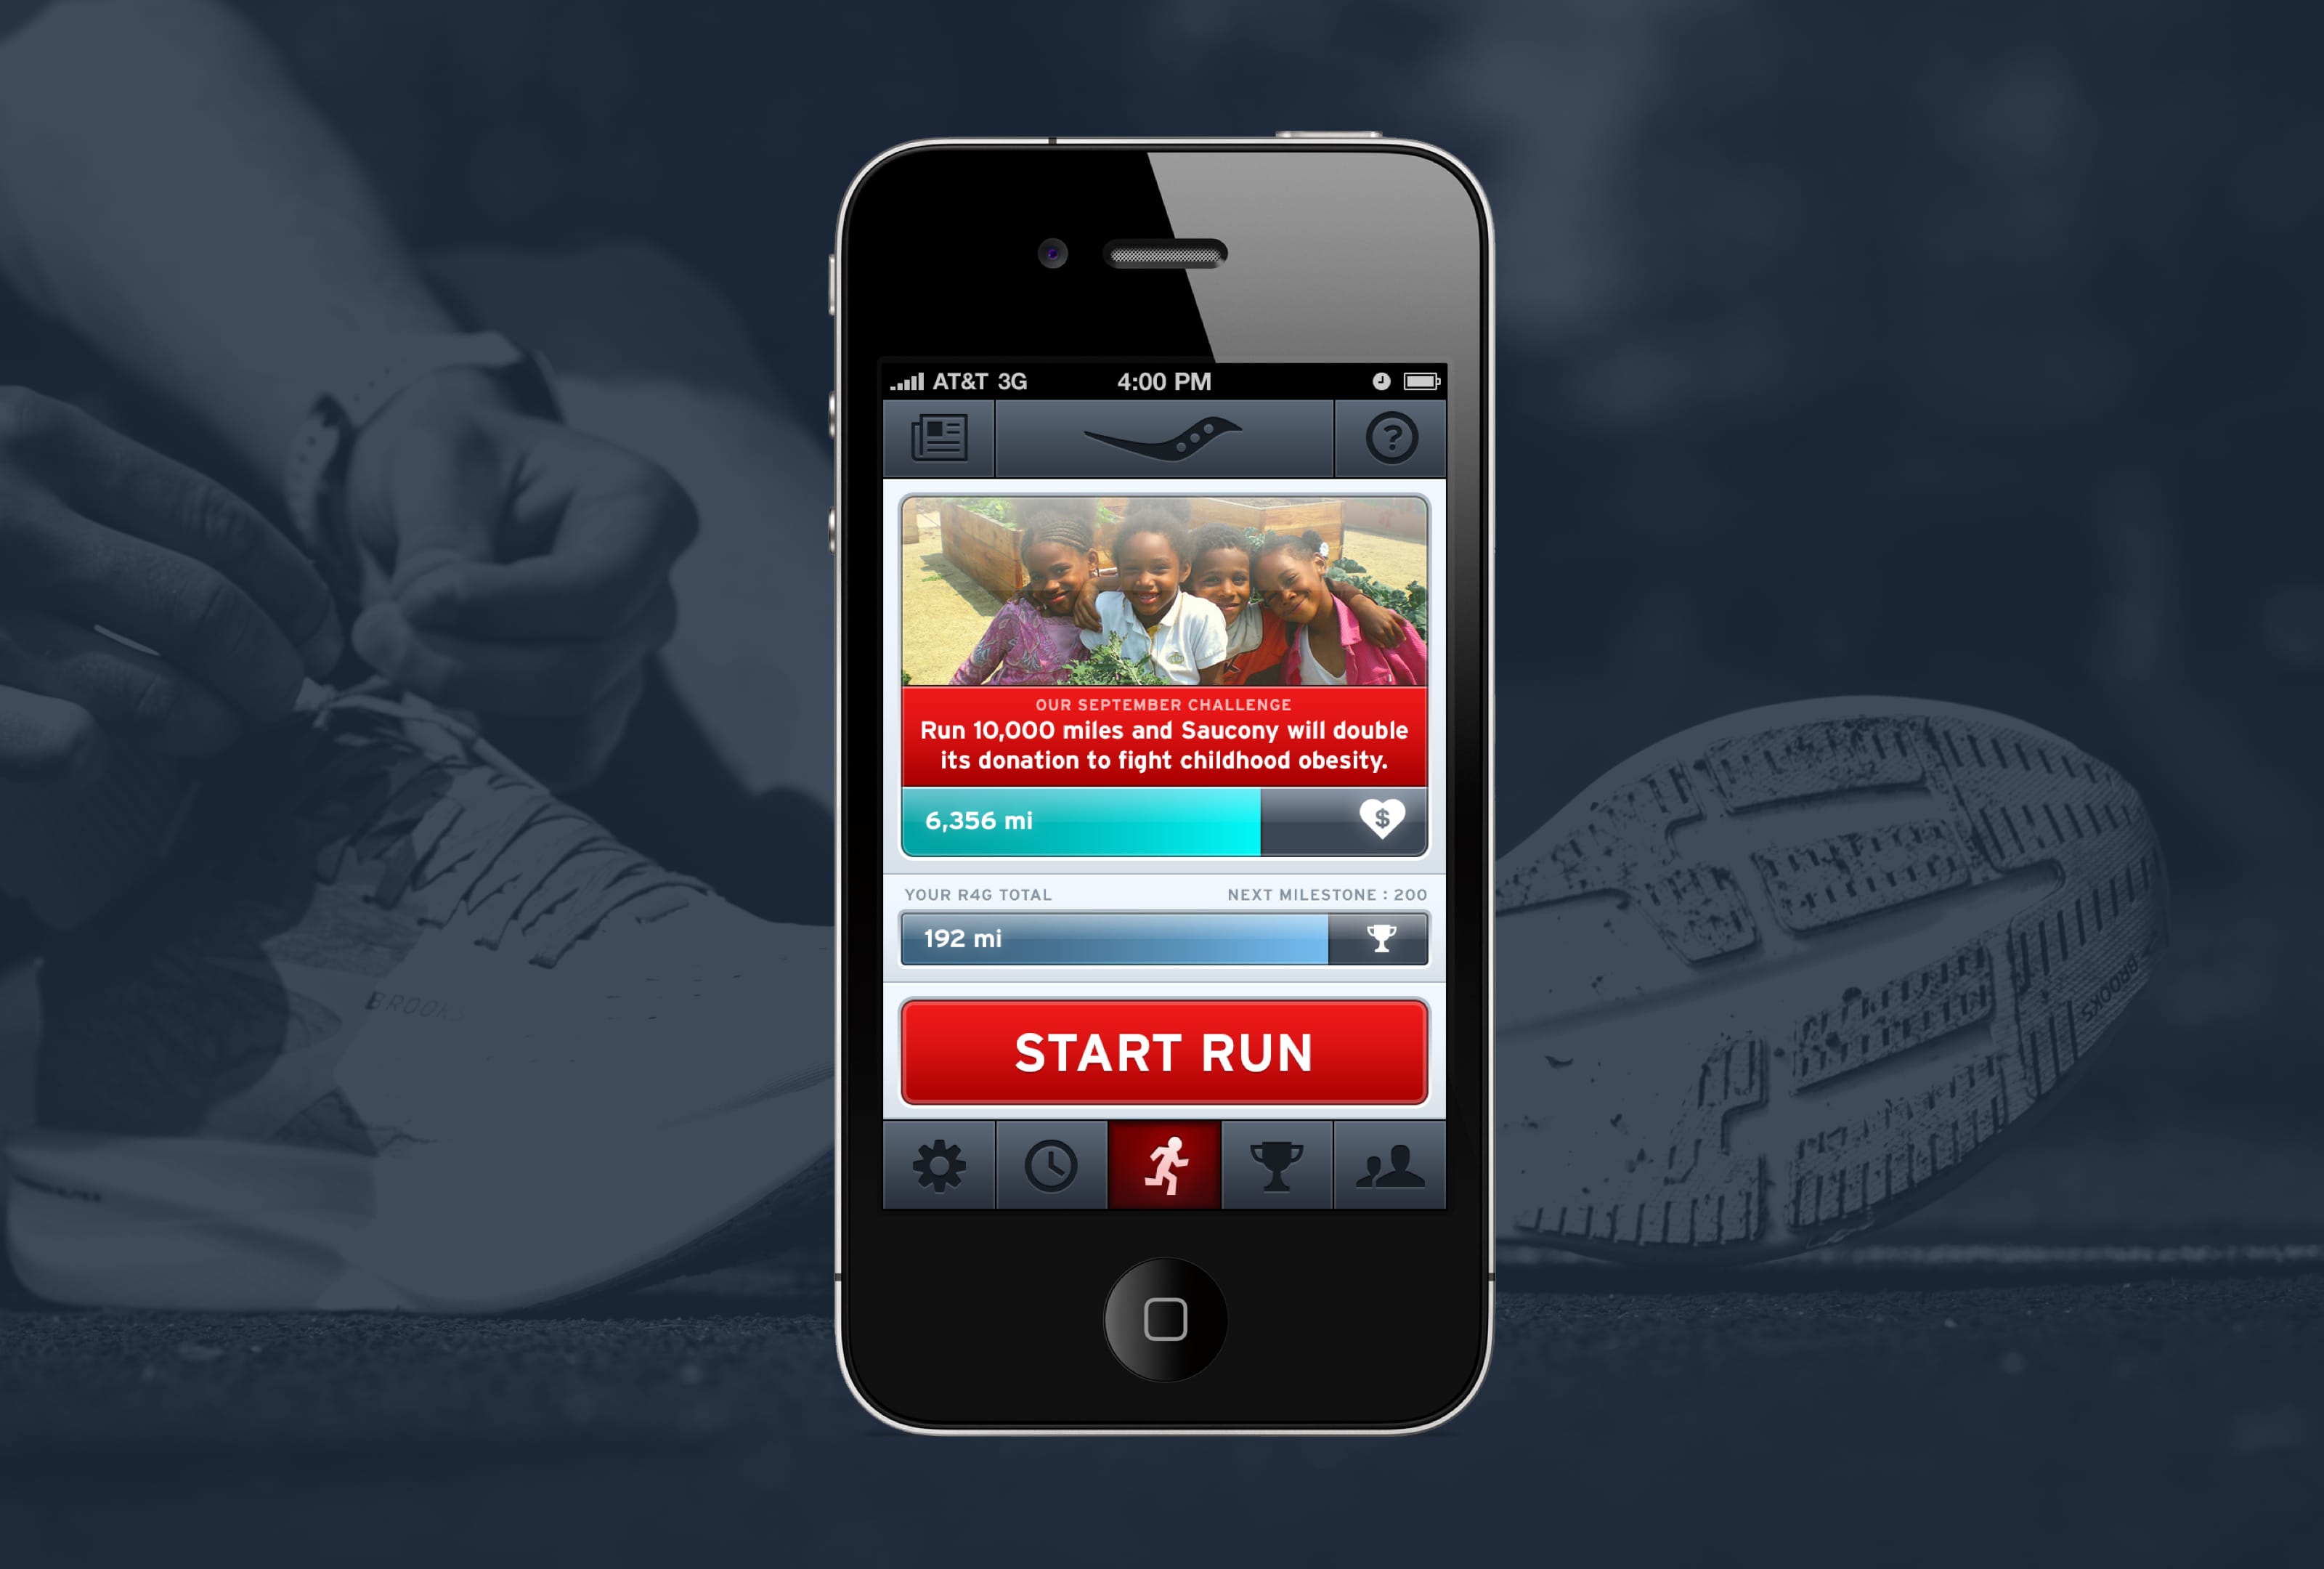 AT&T 3G 4:00 PM
?
OUR SEPTEMBER CHALLENGE
Run 10,000 miles and Saucony will double
its donation to fight childhood obesity.
6,356 mi
$
YOUR R4G TOTAL NEXT MILESTONE : 200
192 mi
START RUN
BROOKS
BROOKS